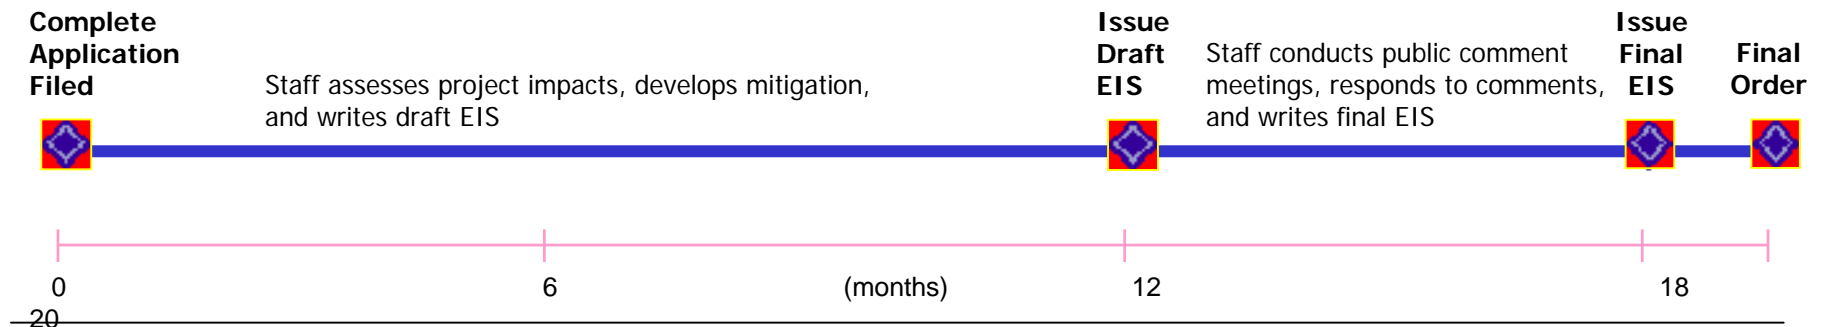 Complete
Application
Filed
Staff assesses project impacts, develops mitigation,
and writes draft EIS
Issue
Draft
EIS
Staff conducts public comment
meetings, responds to comments,
and writes final EIS
Issue
Final
EIS
Final
Order
0 6 (months) 12 18
20